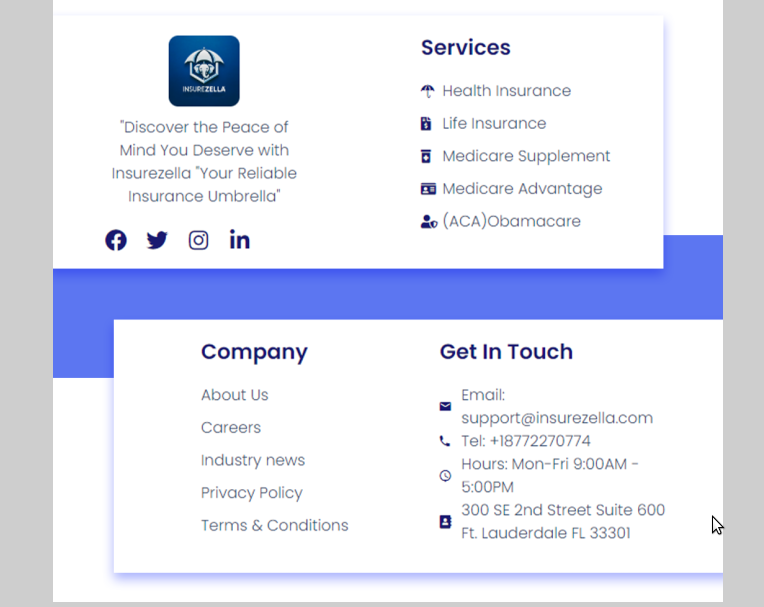 INSUREZELLA
"Discover the Peace of
Mind You Deserve with
Insurezella "Your Reliable
Insurance Umbrella"
Services
Health Insurance
Life Insurance
Medicare Supplement
Medicare Advantage
(ACA)Obamacare
Company
About Us
Careers
Industry news
Privacy Policy
Terms & Conditions
Get In Touch
Email:
support@insurezella.com
Tel: +18772270774
Hours: Mon-Fri 9:00AM -
5:00PM
300 SE 2nd Street Suite 600
Ft. Lauderdale FL 33301